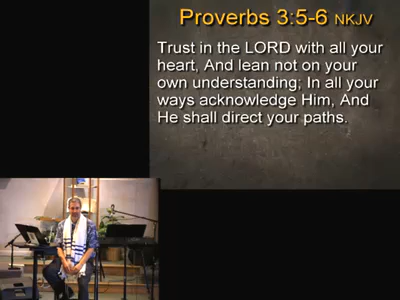 Proverbs 3:5-6 NKJV
Trust in the LORD with all your
heart, And lean not on your
own understanding; In all your
ways acknowledge Him, And
He shall direct your paths.